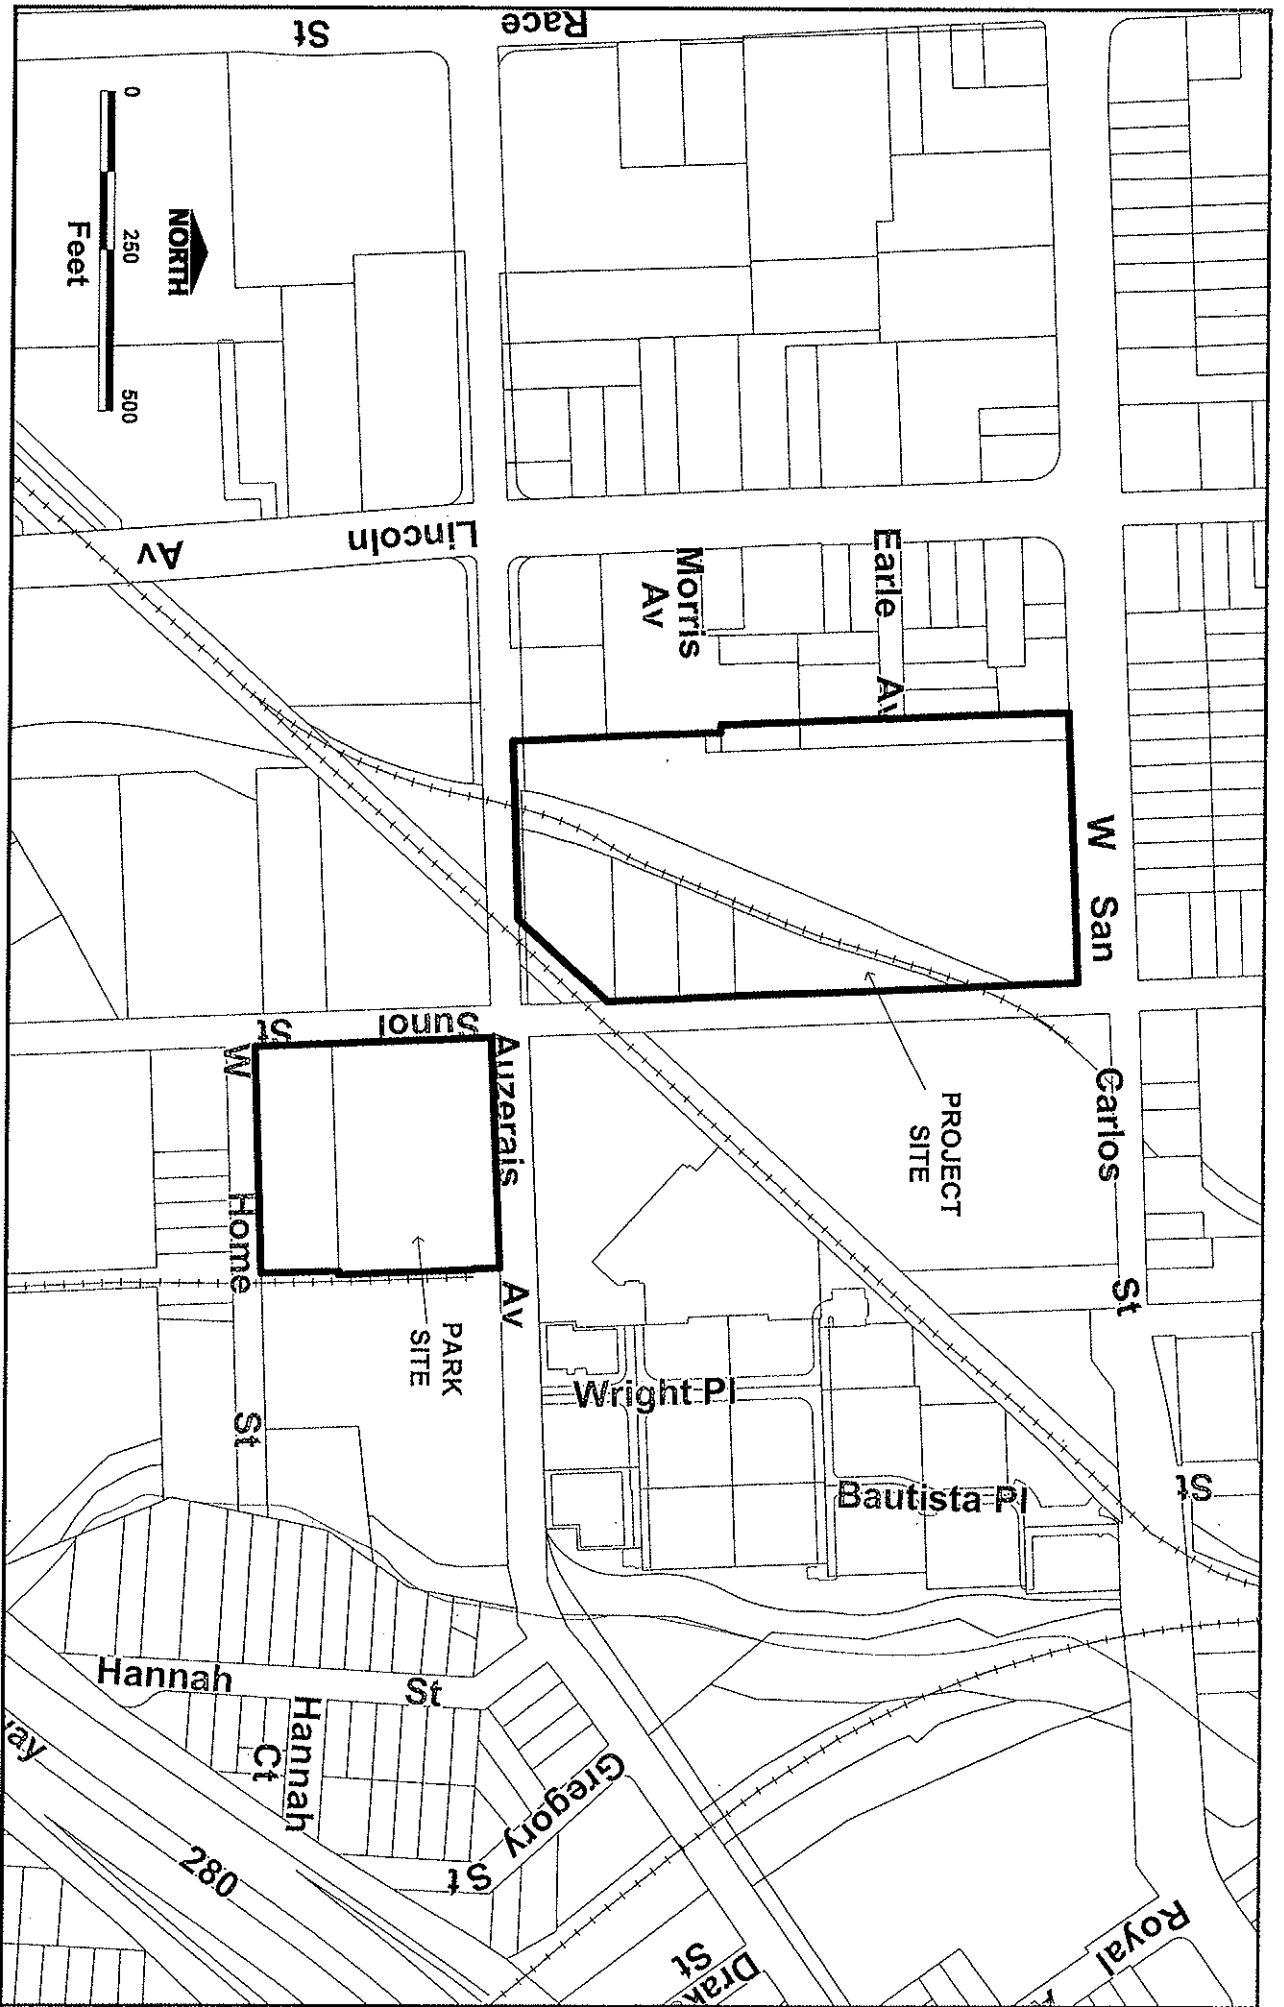 Race
St
0
250
500
Feet
NORTH
Lincoln
Av
Morris
Av
Earle
Av
W
San
Carlos
St
PROJECT
SITE
Sunol
St
Auzerais
Av
W
Home
St
PARK
SITE
Wright Pl
Bautista Pl
St
Hannah
St
Hannah
Ct
Gregory
St
280
way
Royal
Drak
St